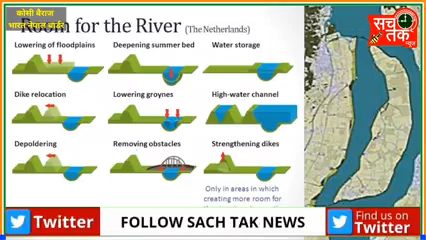 कोसी बैराज
भारत नेपाल बार्डर
Room for the River (The Netherlands)
सच तक
न्यूज
Lowering of floodplains
Deepening summer bed
Water storage
Dike relocation
Lowering groynes
High-water channel
Depoldering
Removing obstacles
Strengthening dikes
Only in areas in which
creating more room for
Twitter
FOLLOW SACH TAK NEWS
Find us on
Twitter